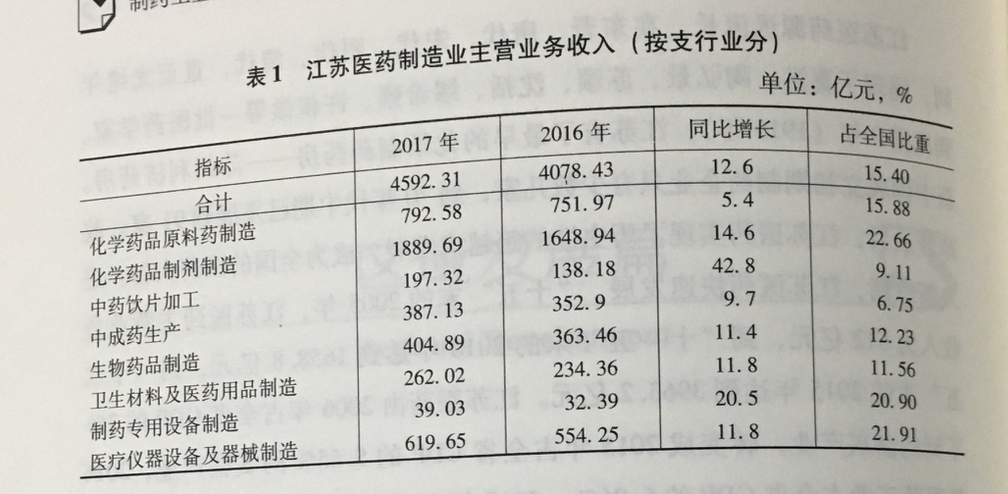 表1 江苏医药制造业主营业务收入（按支行业分）
单位：亿元，%
指标 2017年 2016年 同比增长 占全国比重
合计 4592.31 4078.43 12.6 15.40
化学药品原料药制造 792.58 751.97 5.4 15.88
化学药品制剂制造 1889.69 1648.94 14.6 22.66
中药饮片加工 197.32 138.18 42.8 9.11
中成药生产 387.13 352.9 9.7 6.75
生物药品制造 404.89 363.46 11.4 12.23
卫生材料及医药用品制造 262.02 234.36 11.8 11.56
制药专用设备制造 39.03 32.39 20.5 20.90
医疗仪器设备及器械制造 619.65 554.25 11.8 21.91